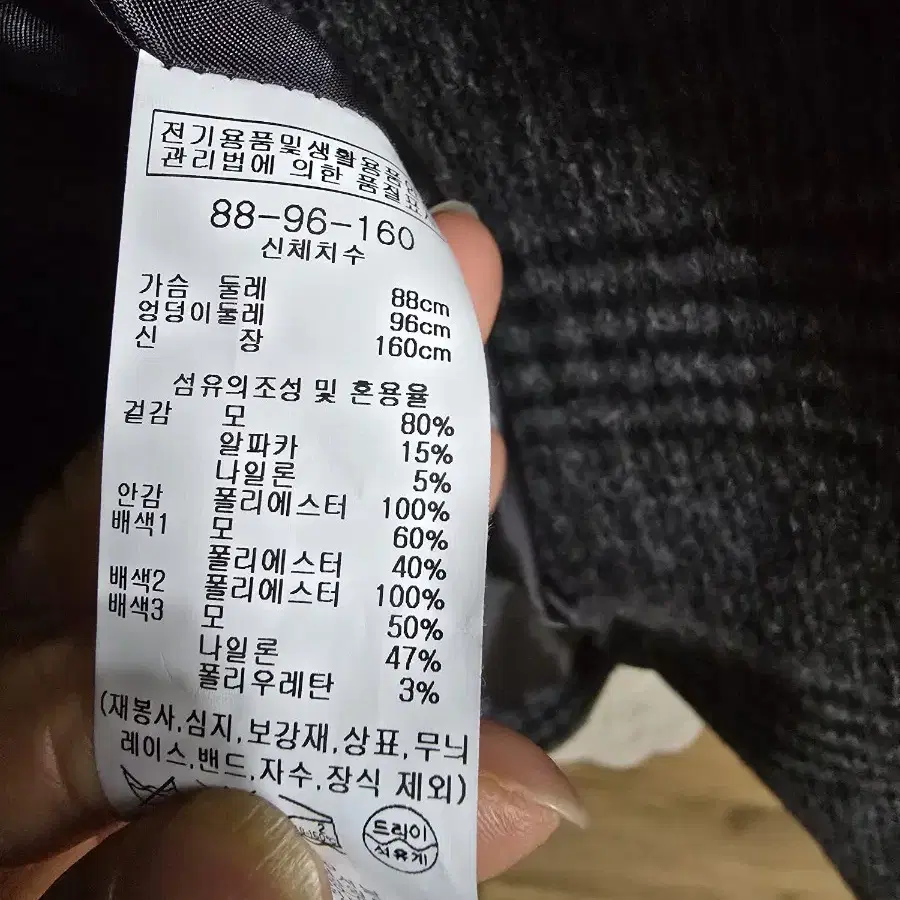 전기용품및생활용품
관리법에 의한 품질표
88-96-160
신체치수
가슴 둘레 88cm
엉덩이둘레 96cm
신 장 160cm
섬유의조성 및 혼용율
겉감 모 80%
알파카 15%
나일론 5%
안감 폴리에스터 100%
배색1 모 60%
폴리에스터 40%
배색2 폴리에스터 100%
배색3 모 50%
나일론 47%
폴리우레탄 3%
(재봉사,심지,보강재,상표,무늬
레이스,밴드,자수,장식 제외)
드라이
석유계